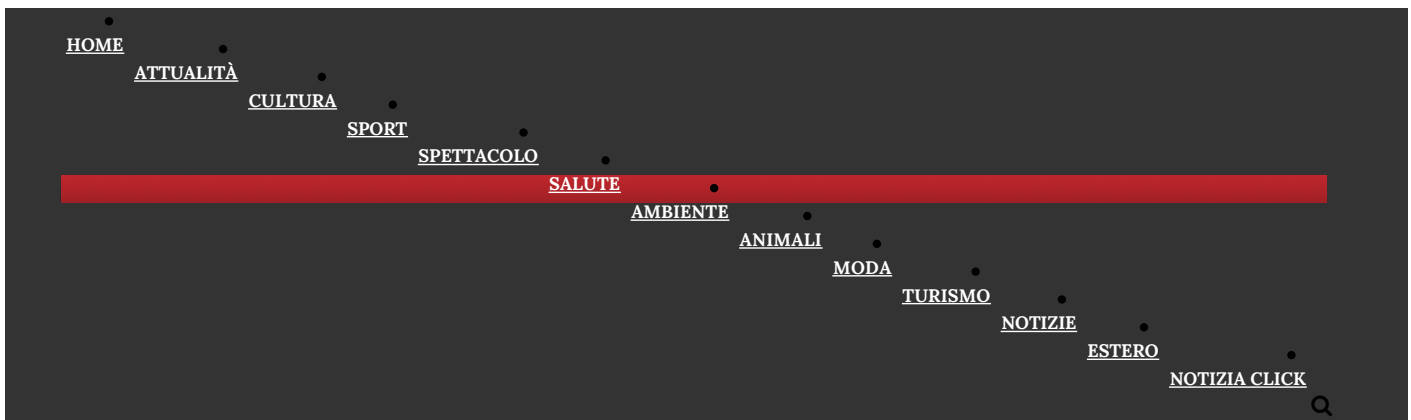 HOME
ATTUALITÀ
CULTURA
SPORT
SPETTACOLO
SALUTE
AMBIENTE
ANIMALI
MODA
TURISMO
NOTIZIE
ESTERO
NOTIZIA CLICK